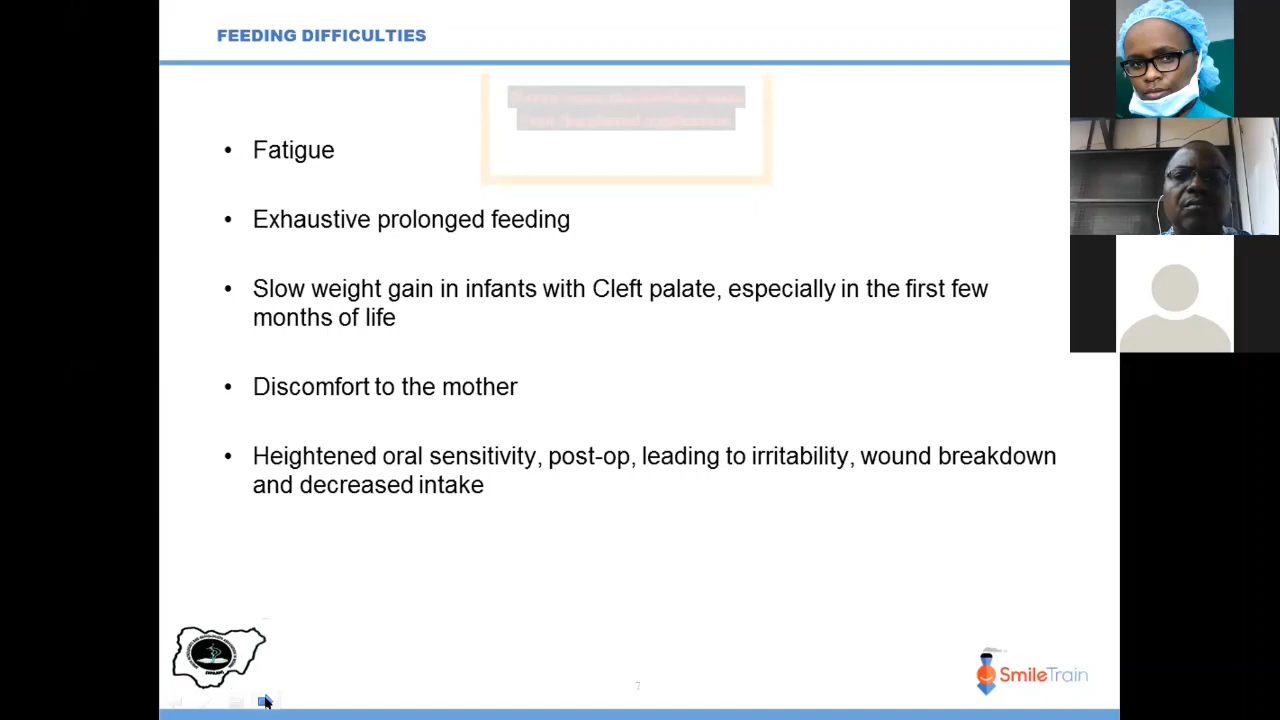 FEEDING DIFFICULTIES
• Fatigue
• Exhaustive prolonged feeding
• Slow weight gain in infants with Cleft palate, especially in the first few
months of life
• Discomfort to the mother
• Heightened oral sensitivity, post-op, leading to irritability, wound breakdown
and decreased intake
SmileTrain
7